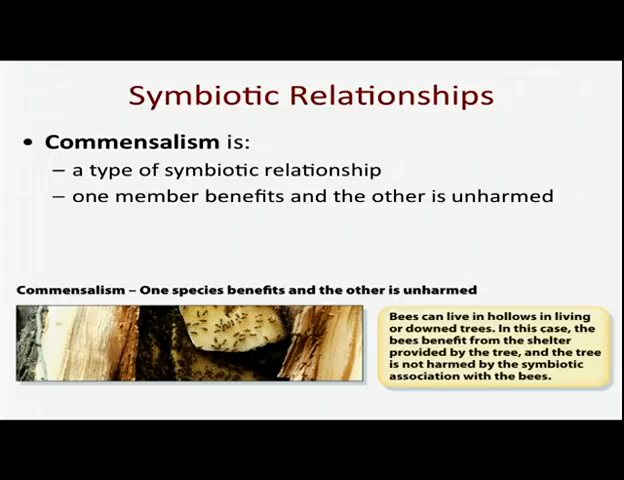 Symbiotic Relationships
• Commensalism is:
– a type of symbiotic relationship
– one member benefits and the other is unharmed
Commensalism – One species benefits and the other is unharmed
Bees can live in hollows in living
or downed trees. In this case, the
bees benefit from the shelter
provided by the tree, and the tree
is not harmed by the symbiotic
association with the bees.